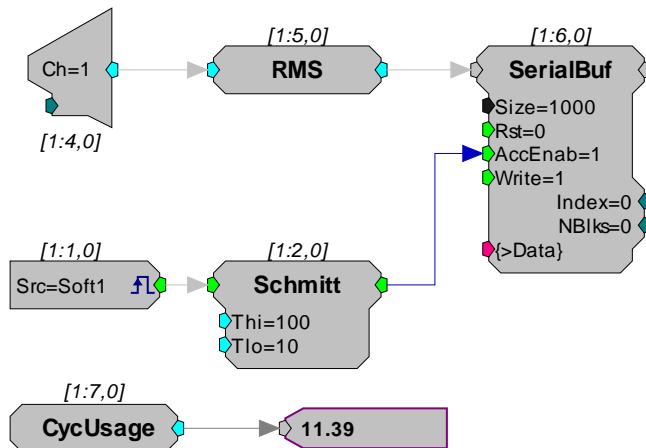 [1:5,0]
[1:6,0]
Ch=1
RMS
SerialBuf
Size=1000
Rst=0
AccEnab=1
Write=1
Index=0
NBlks=0
{>Data}
[1:4,0]
[1:1,0]
[1:2,0]
Src=Soft1
Schmitt
Thi=100
Tlo=10
[1:7,0]
CycUsage
11.39